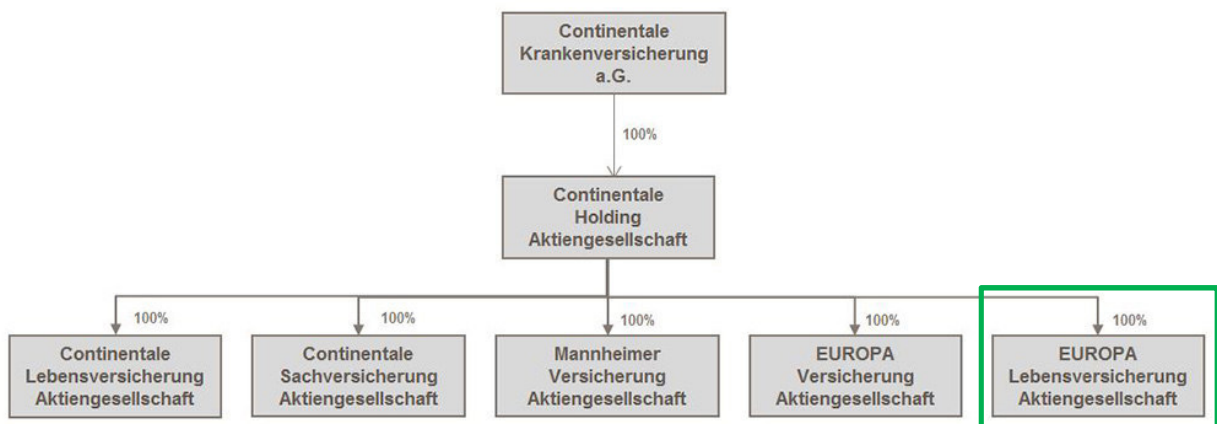 Continentale
Krankenversicherung
a.G.
100%
Continentale
Holding
Aktiengesellschaft
100%
100%
100%
100%
100%
Continentale
Lebensversicherung
Aktiengesellschaft
Continentale
Sachversicherung
Aktiengesellschaft
Mannheimer
Versicherung
Aktiengesellschaft
EUROPA
Versicherung
Aktiengesellschaft
EUROPA
Lebensversicherung
Aktiengesellschaft